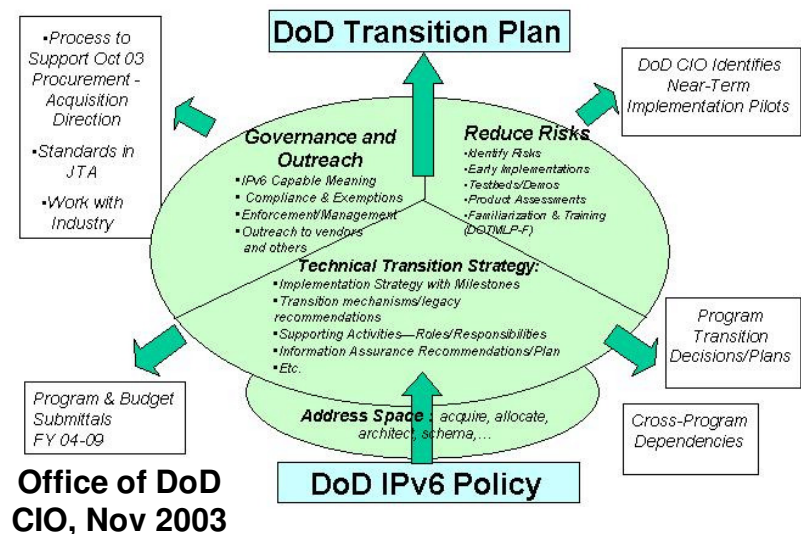 DoD Transition Plan
•Process to
Support Oct 03
Procurement -
Acquisition
Direction
•Standards in
JTA
•Work with
Industry
DoD CIO Identifies
Near-Term
Implementation Pilots
Governance and
Outreach
▪IPv6 Capable Meaning
▪ Compliance & Exemptions
▪Enforcement/Management
▪Outreach to vendors
and others
Reduce Risks
•Identify Risks
•Early Implementations
•Testbeds/Demos
•Product Assessments
•Familiarization & Training
(DOTMLP-F)
Technical Transition Strategy:
▪Implementation Strategy with Milestones
▪Transition mechanisms/legacy
recommendations
▪Supporting Activities—Roles/Responsibilities
▪Information Assurance Recommendations/Plan
▪Etc.
Program
Transition
Decisions/Plans
Program & Budget
Submittals
FY 04-09
Address Space : acquire, allocate,
architect, schema,...
Cross-Program
Dependencies
DoD IPv6 Policy
Office of DoD
CIO, Nov 2003